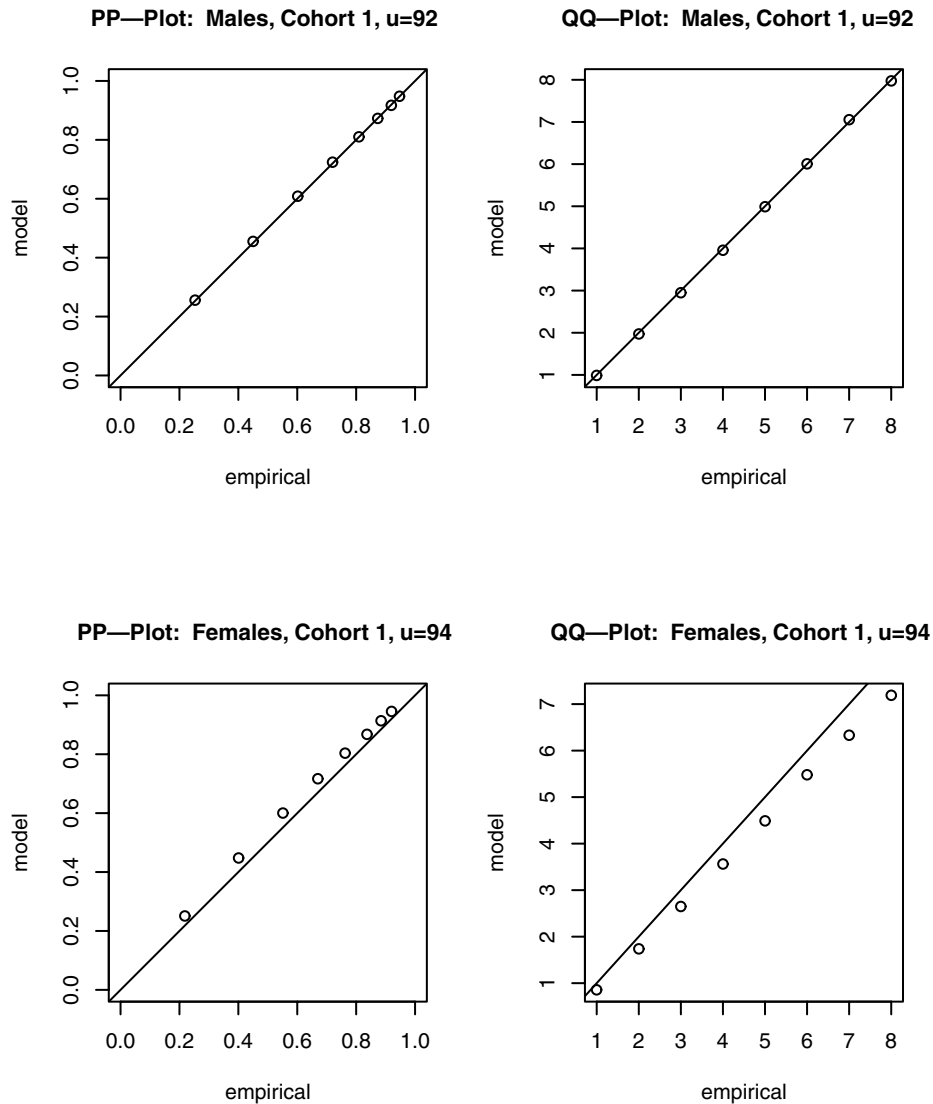 PP—Plot: Males, Cohort 1, u=92
model
1.0
0.8
0.6
0.4
0.2
0.0
0.0 0.2 0.4 0.6 0.8 1.0
empirical
QQ—Plot: Males, Cohort 1, u=92
model
8
7
6
5
4
3
2
1
1 2 3 4 5 6 7 8
empirical
PP—Plot: Females, Cohort 1, u=94
model
1.0
0.8
0.6
0.4
0.2
0.0
0.0 0.2 0.4 0.6 0.8 1.0
empirical
QQ—Plot: Females, Cohort 1, u=94
model
7
6
5
4
3
2
1
1 2 3 4 5 6 7 8
empirical